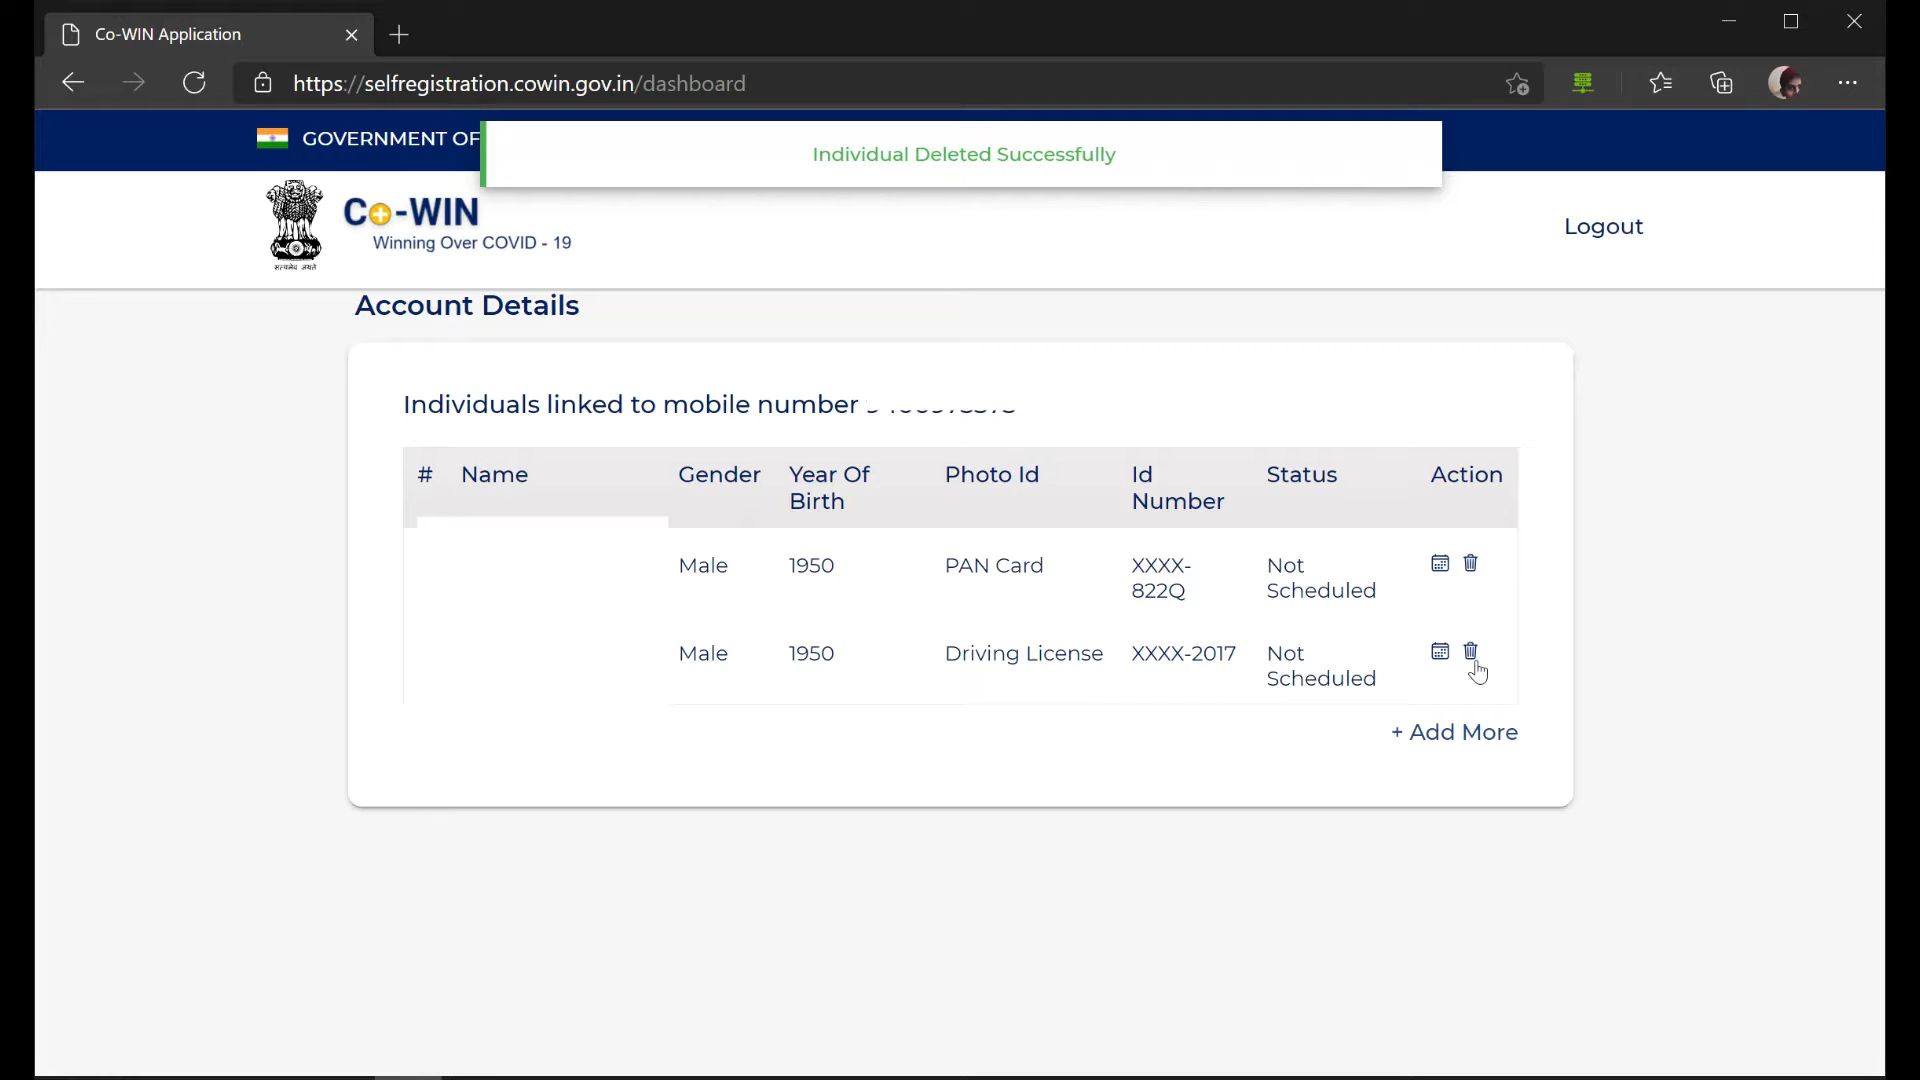 Co-WIN Application
https://selfregistration.cowin.gov.in/dashboard
GOVERNMENT OF
Individual Deleted Successfully
सत्यमेव जयते
Co-WIN
Winning Over COVID - 19
Logout
Account Details
Individuals linked to mobile number
# Name Gender Year Of Birth Photo Id Id Number Status Action
Male 1950 PAN Card XXXX-822Q Not Scheduled
Male 1950 Driving License XXXX-2017 Not Scheduled
+ Add More